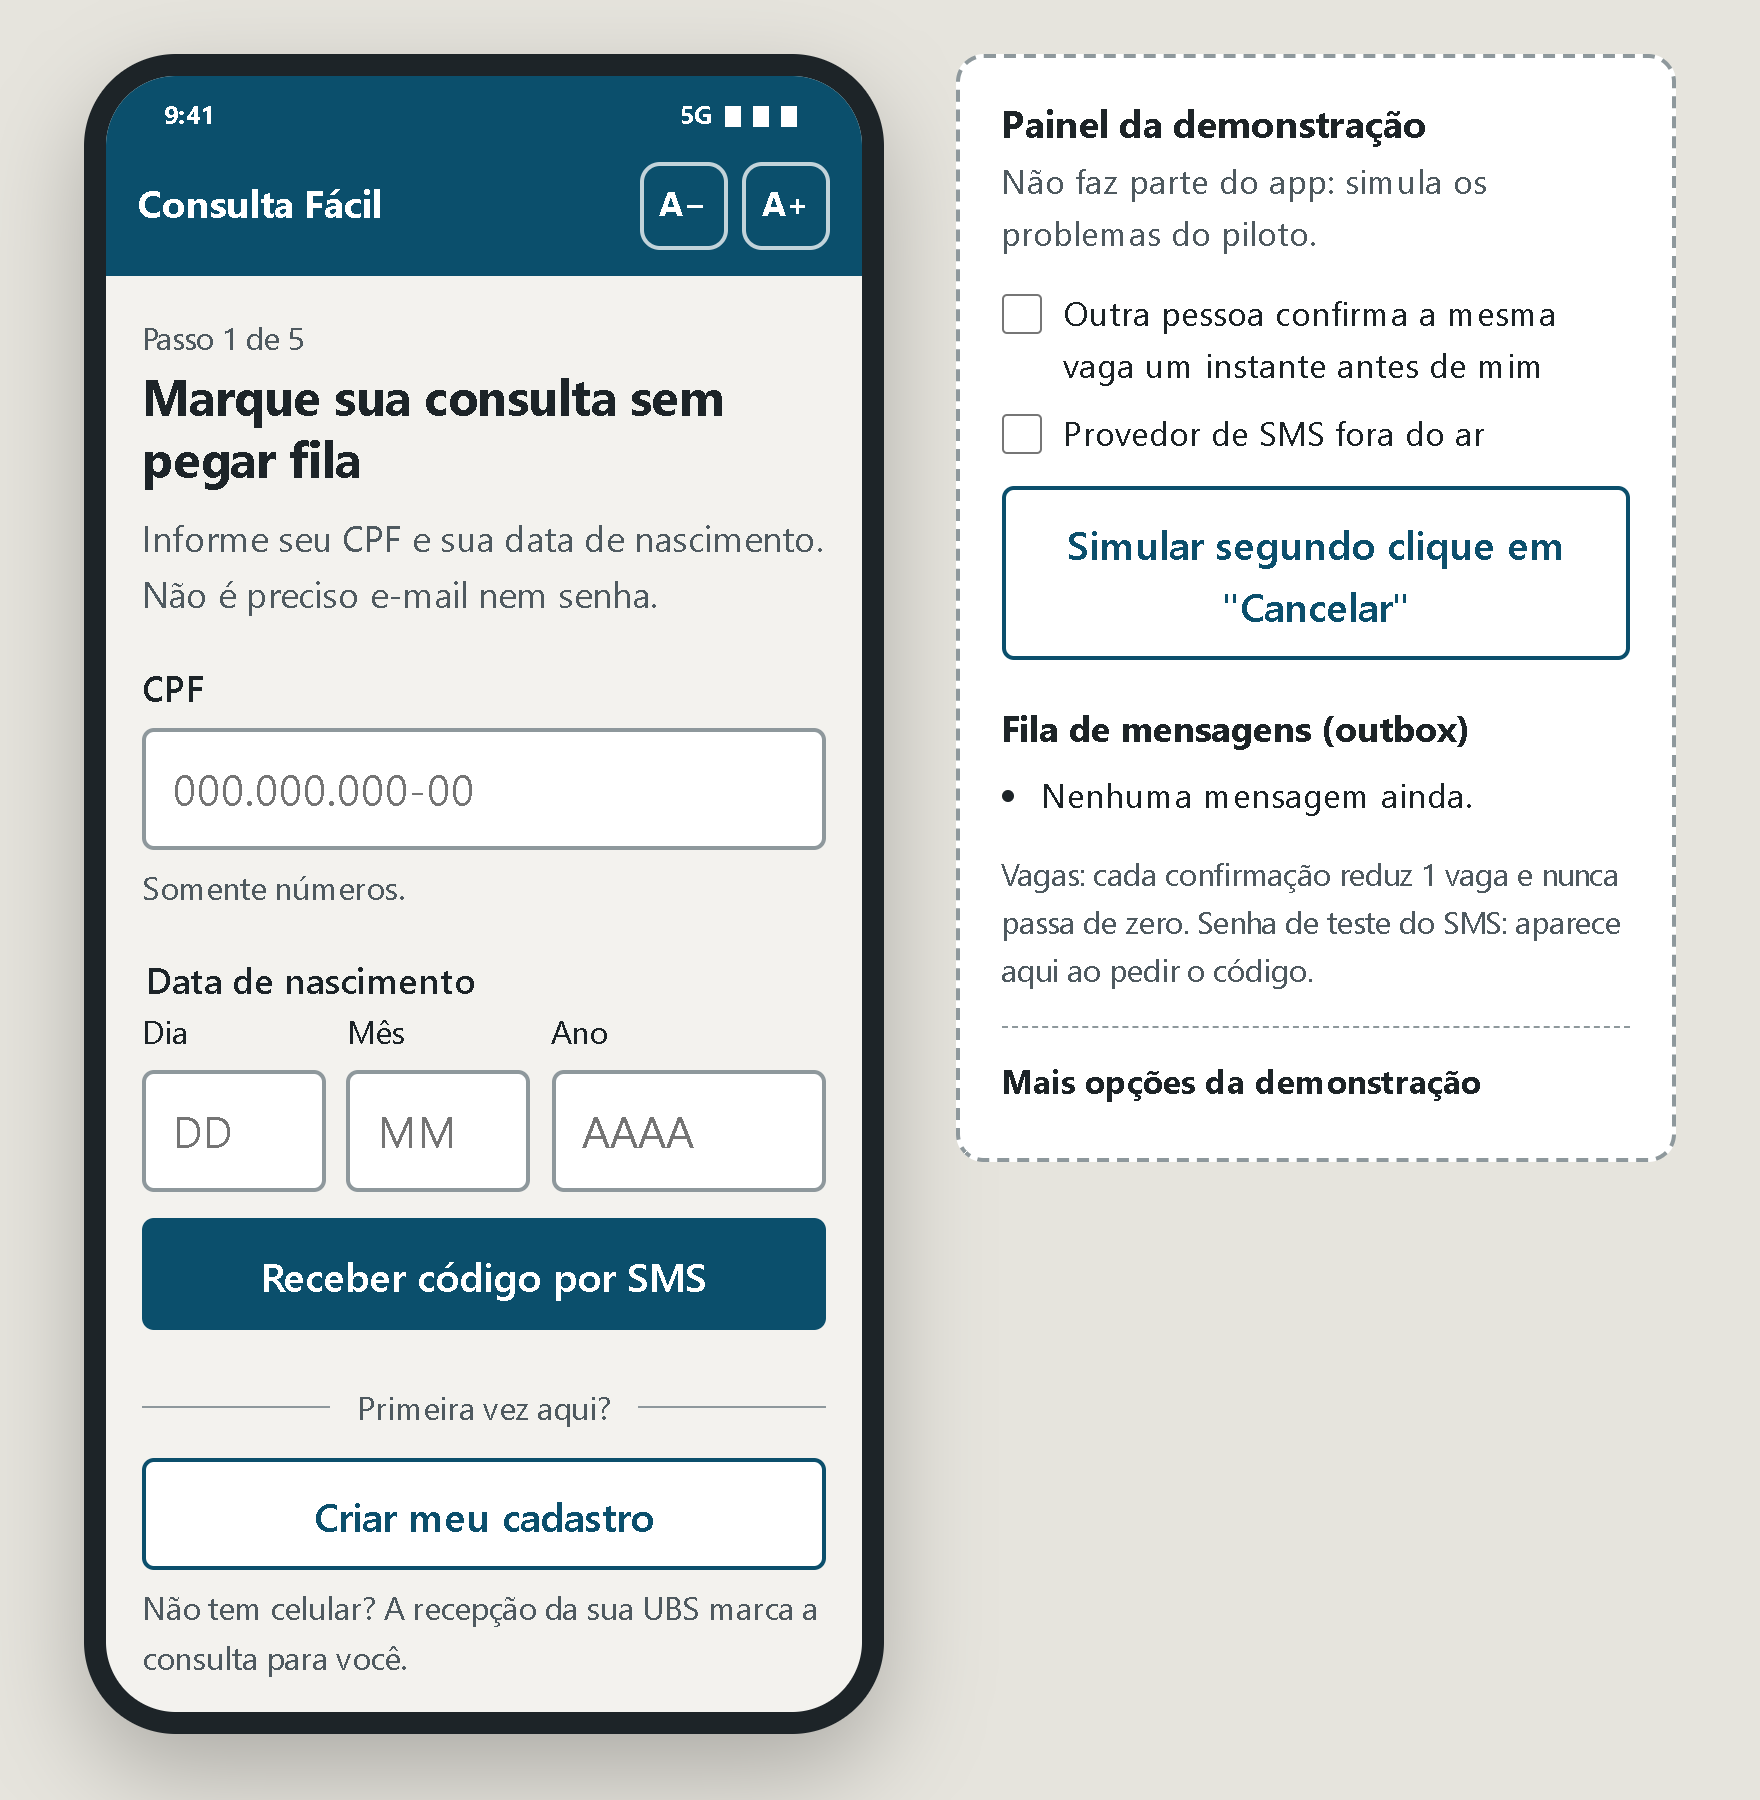 9:41
5G
Consulta Fácil
A−
A+
Passo 1 de 5
Marque sua consulta sem
pegar fila
Informe seu CPF e sua data de nascimento.
Não é preciso e-mail nem senha.
CPF
000.000.000-00
Somente números.
Data de nascimento
Dia
Mês
Ano
DD
MM
AAAA
Receber código por SMS
Primeira vez aqui?
Criar meu cadastro
Não tem celular? A recepção da sua UBS marca a
consulta para você.
Painel da demonstração
Não faz parte do app: simula os
problemas do piloto.
Outra pessoa confirma a mesma
vaga um instante antes de mim
Provedor de SMS fora do ar
Simular segundo clique em
"Cancelar"
Fila de mensagens (outbox)
• Nenhuma mensagem ainda.
Vagas: cada confirmação reduz 1 vaga e nunca
passa de zero. Senha de teste do SMS: aparece
aqui ao pedir o código.
Mais opções da demonstração